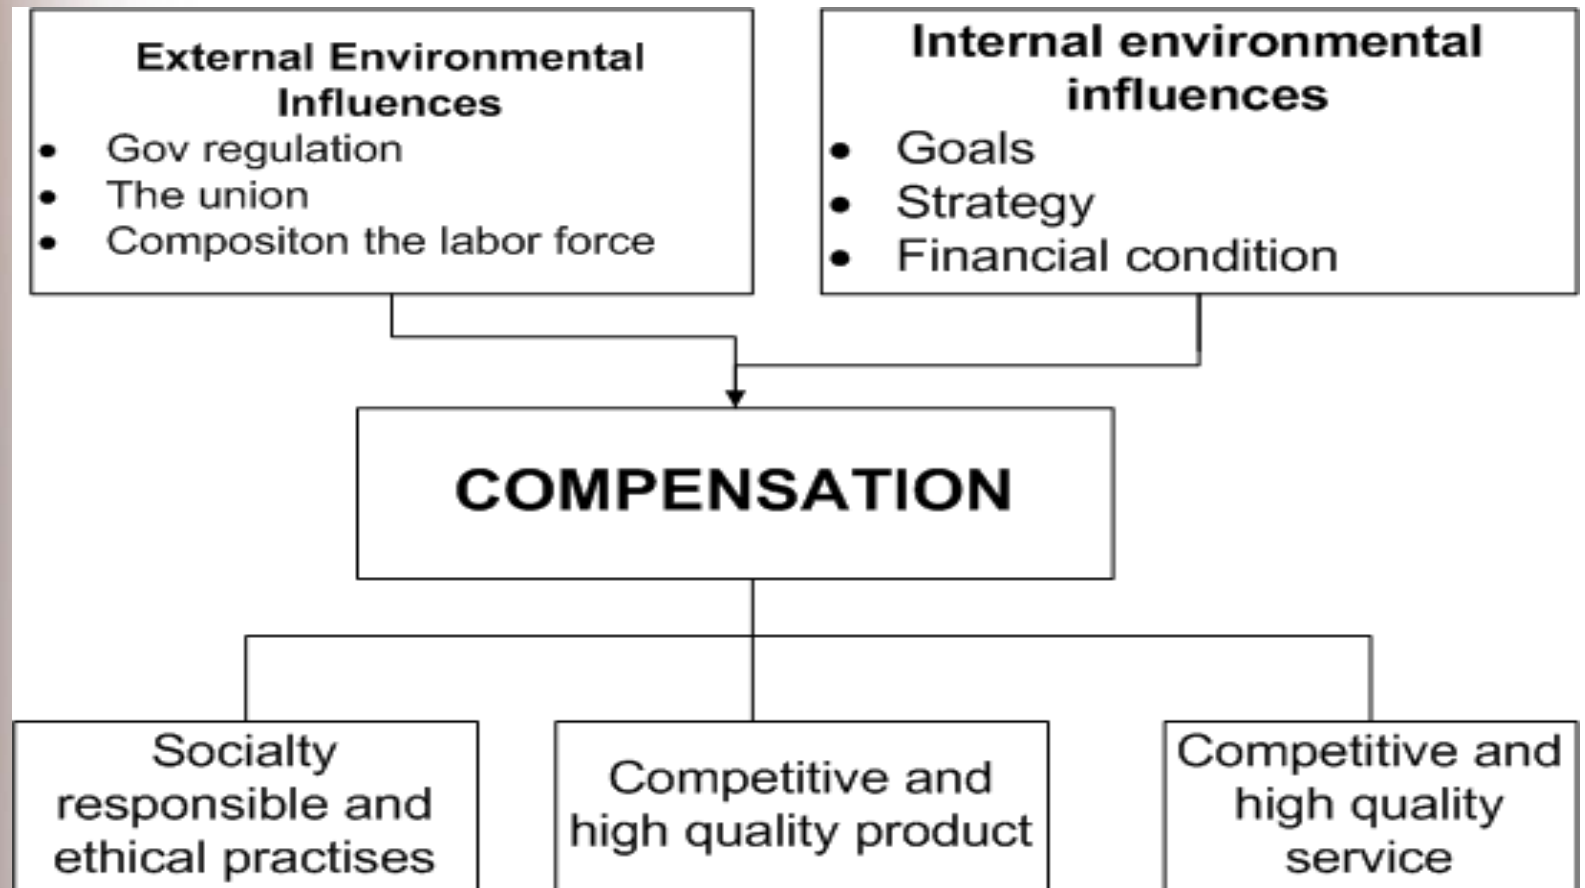 External Environmental
Influences
• Gov regulation
• The union
• Compositon the labor force
Internal environmental
influences
• Goals
• Strategy
• Financial condition
COMPENSATION
Socialty
responsible and
ethical practises
Competitive and
high quality product
Competitive and
high quality
service